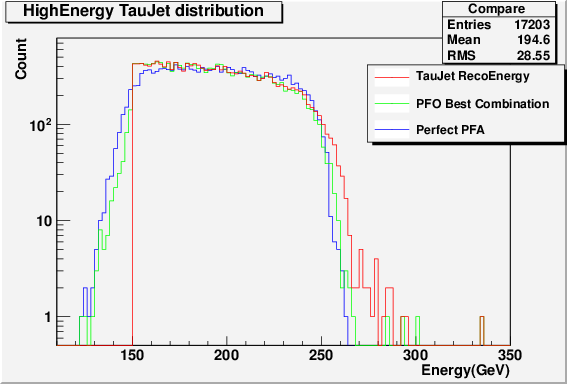 HighEnergy TauJet distribution
Compare
Entries 17203
Mean 194.6
RMS 28.55
TauJet RecoEnergy
PFO Best Combination
Perfect PFA
Count
10²
10
1
150 200 250 300 350
Energy(GeV)